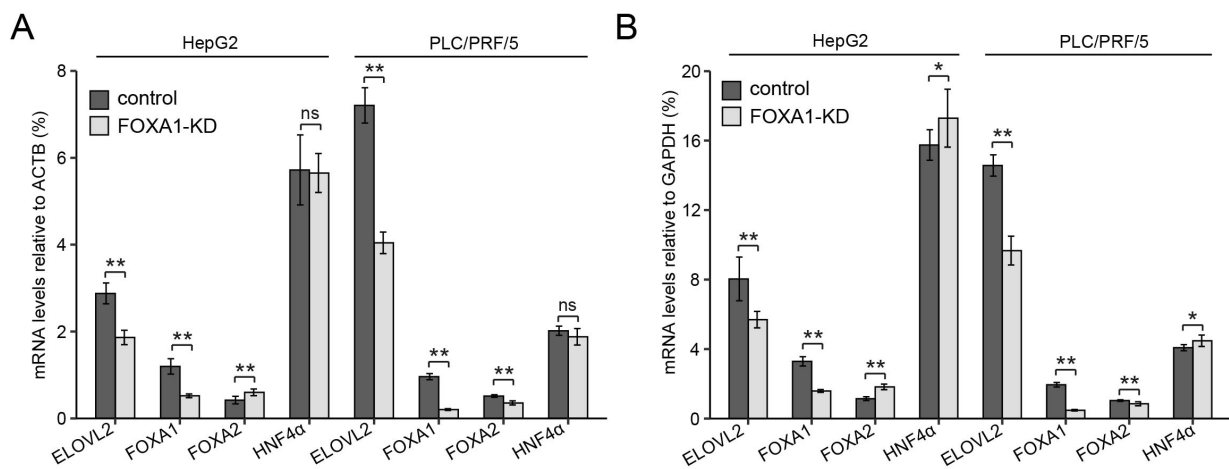 A
HepG2
PLC/PRF/5
mRNA levels relative to ACTB (%)
8
6
4
2
0
control
FOXA1-KD
**
**
**
ns
**
**
**
ns
ELOVL2
FOXA1
FOXA2
HNF4α
ELOVL2
FOXA1
FOXA2
HNF4α
B
HepG2
PLC/PRF/5
mRNA levels relative to GAPDH (%)
20
16
12
8
4
0
control
FOXA1-KD
**
**
**
*
**
**
**
*
ELOVL2
FOXA1
FOXA2
HNF4α
ELOVL2
FOXA1
FOXA2
HNF4α